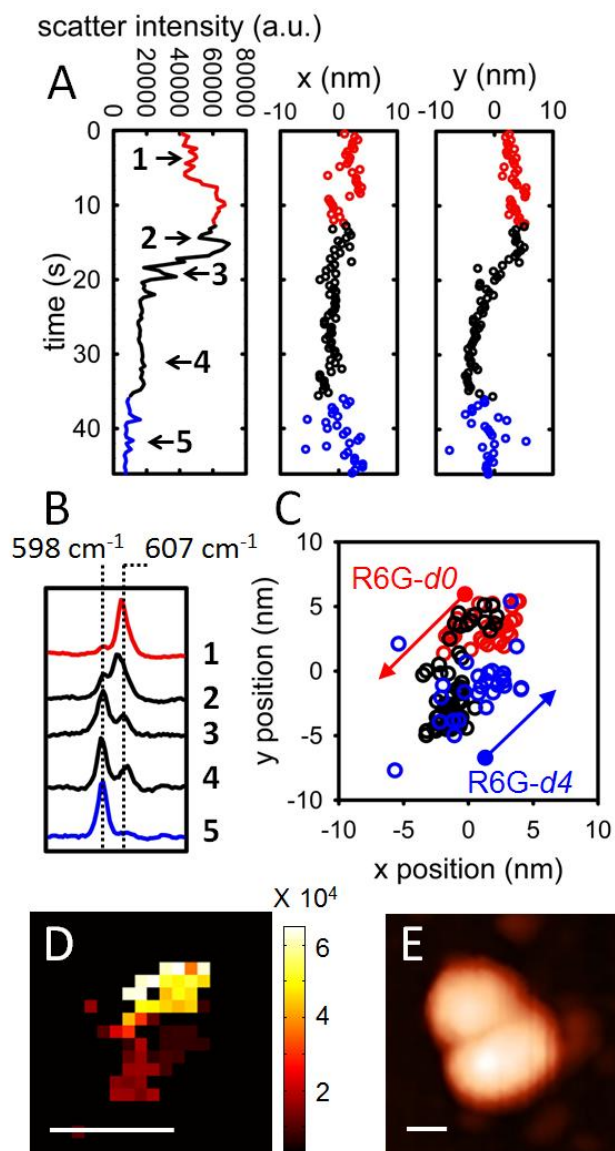 scatter intensity (a.u.)
0 20000 40000 60000 80000
x (nm)
-10 0 10
y (nm)
-10 0 10
A
0
10
20
30
40
time (s)
1
2
3
4
5
B
598 cm-1
607 cm-1
1
2
3
4
5
C
10
5
0
-5
-10
y position (nm)
R6G-d0
R6G-d4
-10 -5 0 5 10
x position (nm)
D
X 10⁴
6
4
2
E